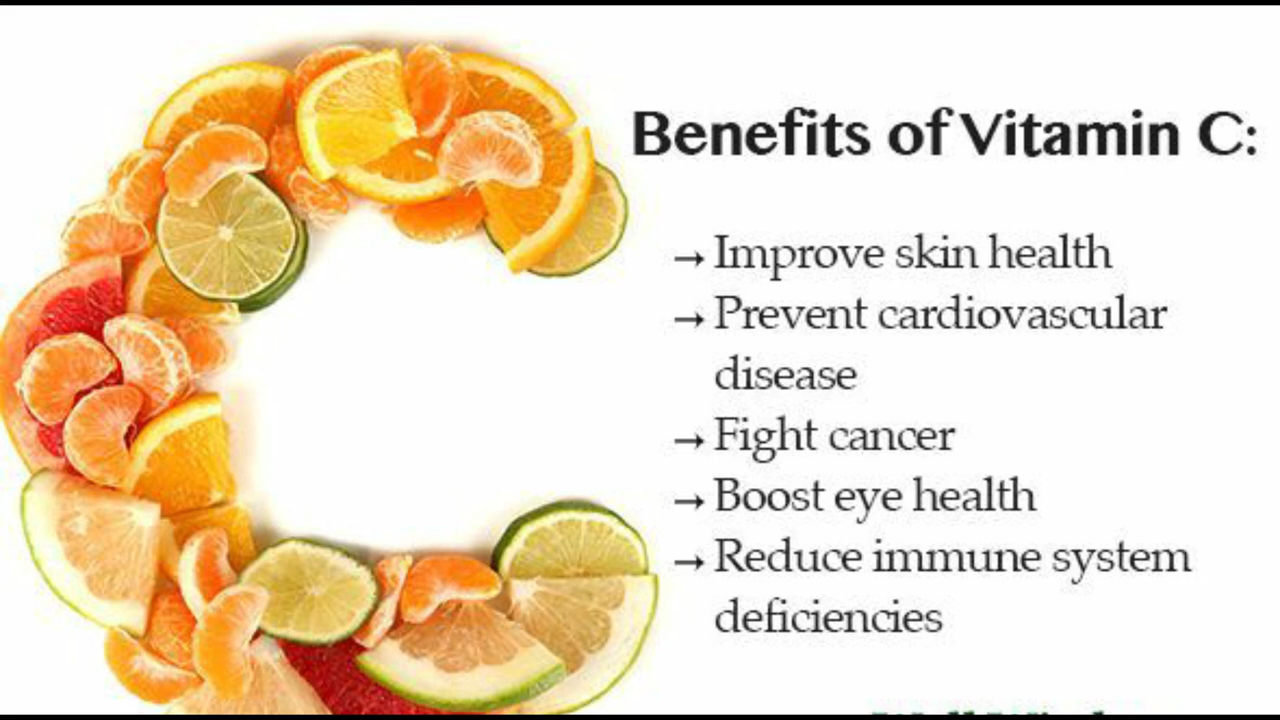 Benefits of Vitamin C:
→ Improve skin health
→ Prevent cardiovascular
disease
→ Fight cancer
→ Boost eye health
→ Reduce immune system
deficiencies